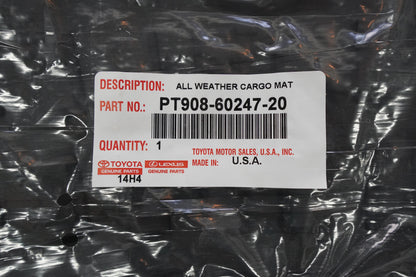 DESCRIPTION: ALL WEATHER CARGO MAT
PART NO.: PT908-60247-20
QUANTITY: 1 TOYOTA MOTOR SALES, U.S.A., INC.
TOYOTA LEXUS MADE IN: U.S.A.
GENUINE PARTS GENUINE PARTS
14H4